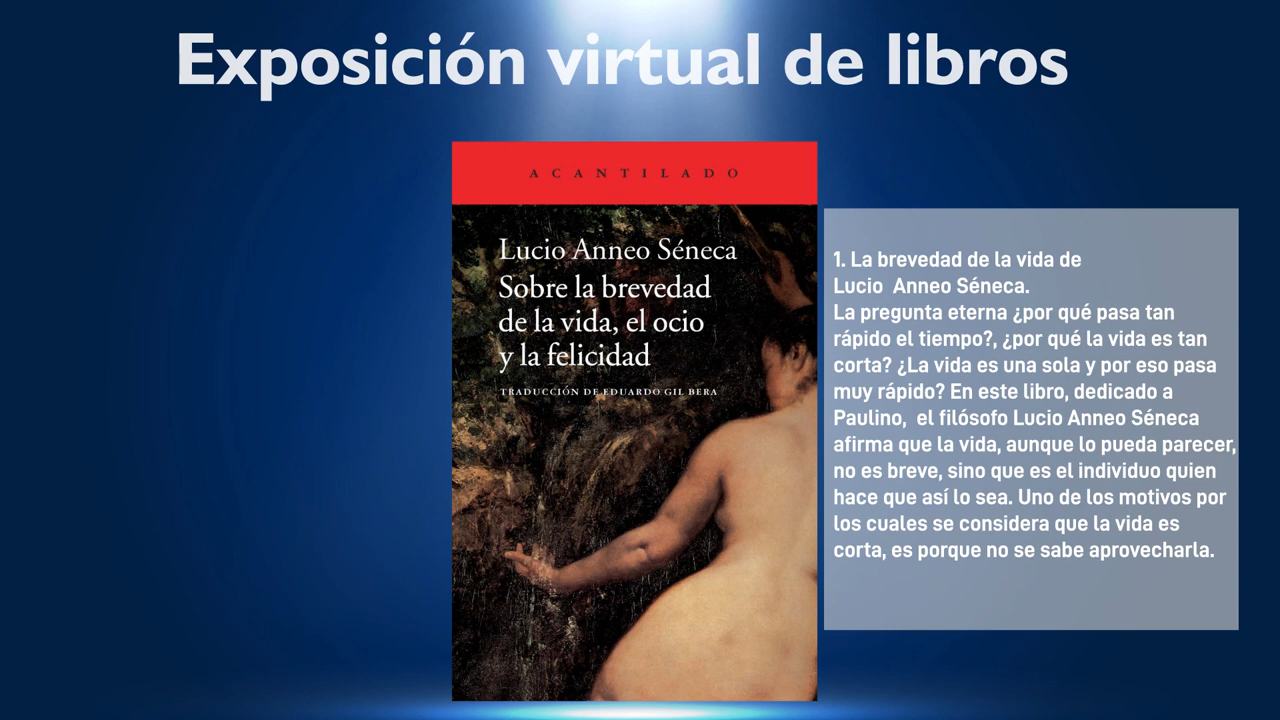 Exposición virtual de libros
ACANTILADO
Lucio Anneo Séneca
Sobre la brevedad
de la vida, el ocio
y la felicidad
TRADUCCIÓN DE EDUARDO GIL BERA
1. La brevedad de la vida de
Lucio  Anneo Séneca.
La pregunta eterna ¿por qué pasa tan
rápido el tiempo?, ¿por qué la vida es tan
corta? ¿La vida es una sola y por eso pasa
muy rápido? En este libro, dedicado a
Paulino,  el filósofo Lucio Anneo Séneca
afirma que la vida, aunque lo pueda parecer,
no es breve, sino que es el individuo quien
hace que así lo sea. Uno de los motivos por
los cuales se considera que la vida es
corta, es porque no se sabe aprovecharla.